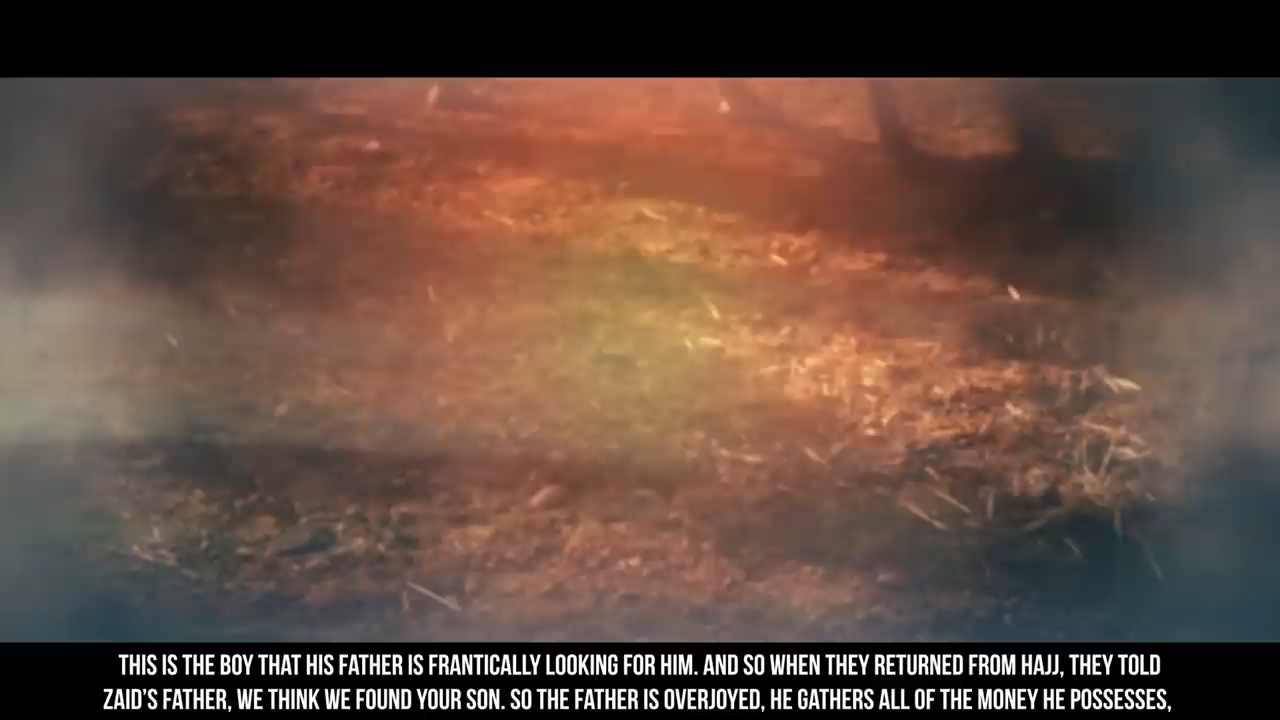 THIS IS THE BOY THAT HIS FATHER IS FRANTICALLY LOOKING FOR HIM. AND SO WHEN THEY RETURNED FROM HAJJ, THEY TOLD
ZAID'S FATHER, WE THINK WE FOUND YOUR SON. SO THE FATHER IS OVERJOYED, HE GATHERS ALL OF THE MONEY HE POSSESSES,